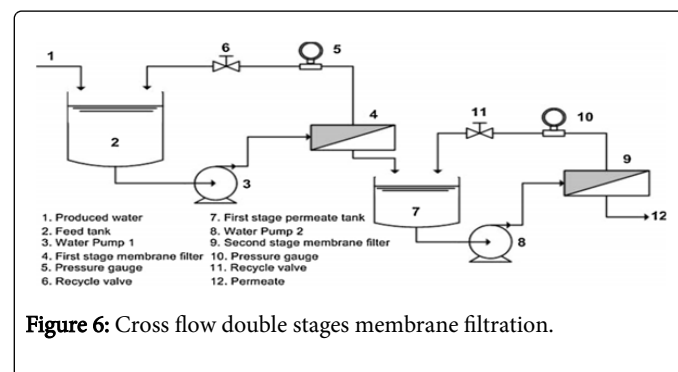 1
6
5
2
4
3
11
10
9
7
8
12
1. Produced water
2. Feed tank
3. Water Pump 1
4. First stage membrane filter
5. Pressure gauge
6. Recycle valve
7. First stage permeate tank
8. Water Pump 2
9. Second stage membrane filter
10. Pressure gauge
11. Recycle valve
12. Permeate
Figure 6: Cross flow double stages membrane filtration.